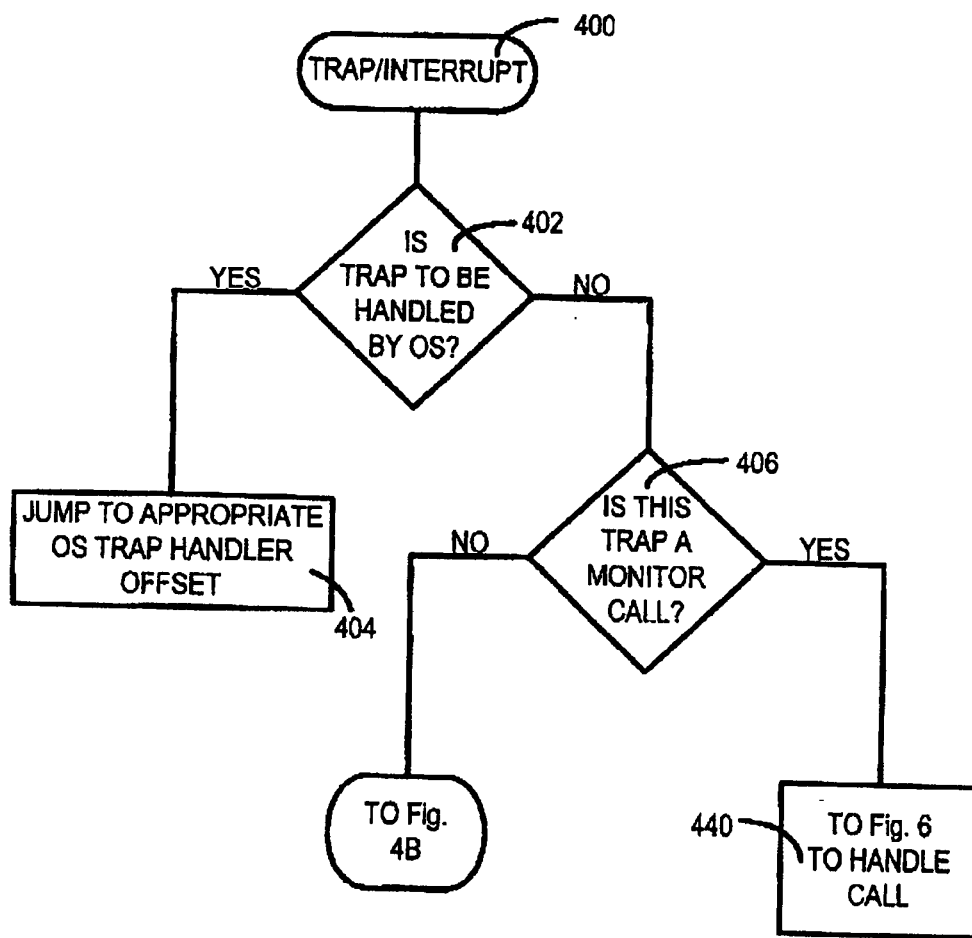 400
TRAP/INTERRUPT
402
IS
TRAP TO BE
HANDLED
BY OS?
YES
NO
JUMP TO APPROPRIATE
OS TRAP HANDLER
OFFSET
404
406
IS THIS
TRAP A
MONITOR
CALL?
NO
YES
TO Fig.
4B
440
TO Fig. 6
TO HANDLE
CALL